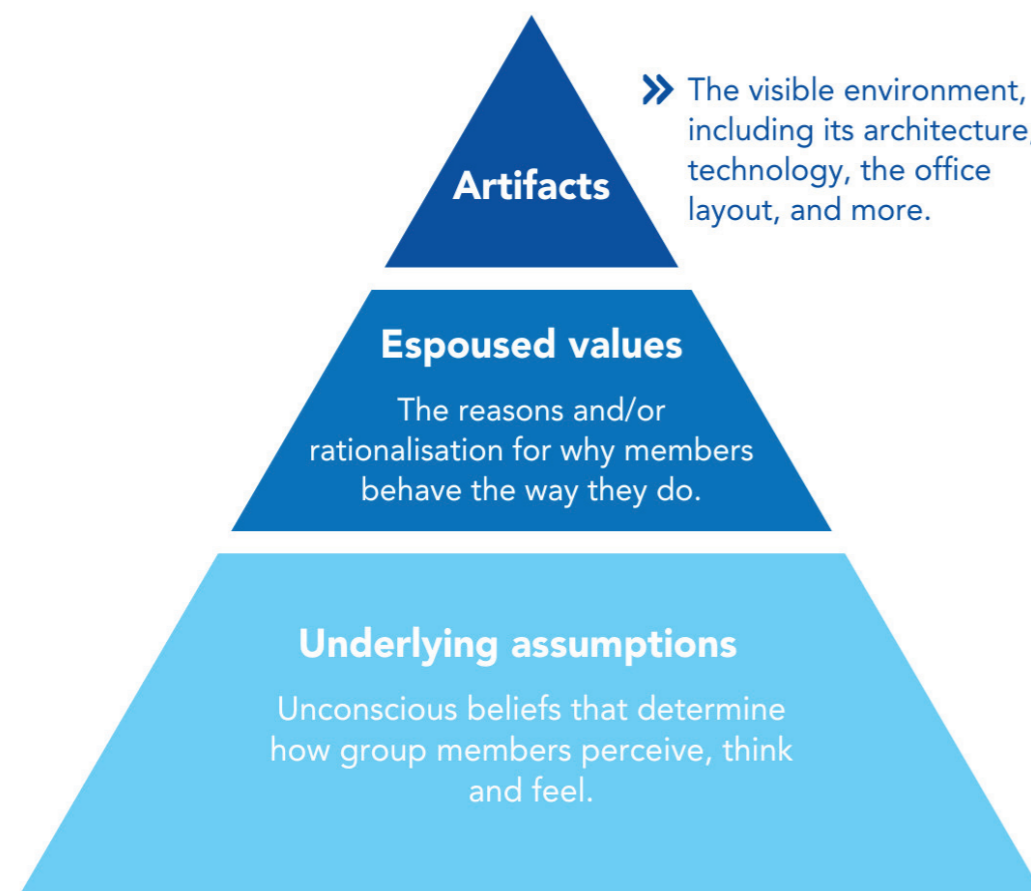 » The visible environment,
including its architecture,
technology, the office
layout, and more.
Artifacts
Espoused values
The reasons and/or
rationalisation for why members
behave the way they do.
Underlying assumptions
Unconscious beliefs that determine
how group members perceive, think
and feel.